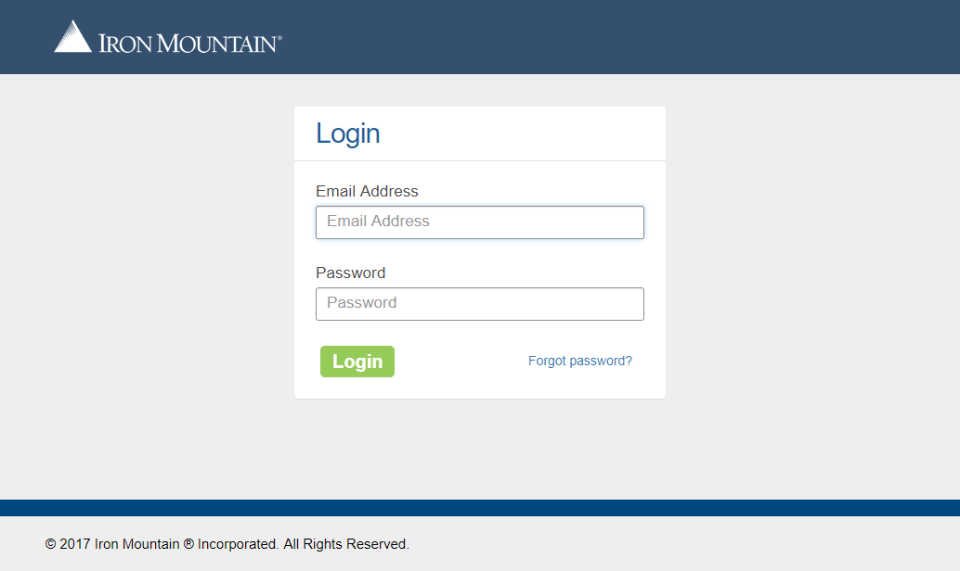 IRON MOUNTAIN®
Login
Email Address
Email Address
Password
Password
Login
Forgot password?
© 2017 Iron Mountain ® Incorporated. All Rights Reserved.